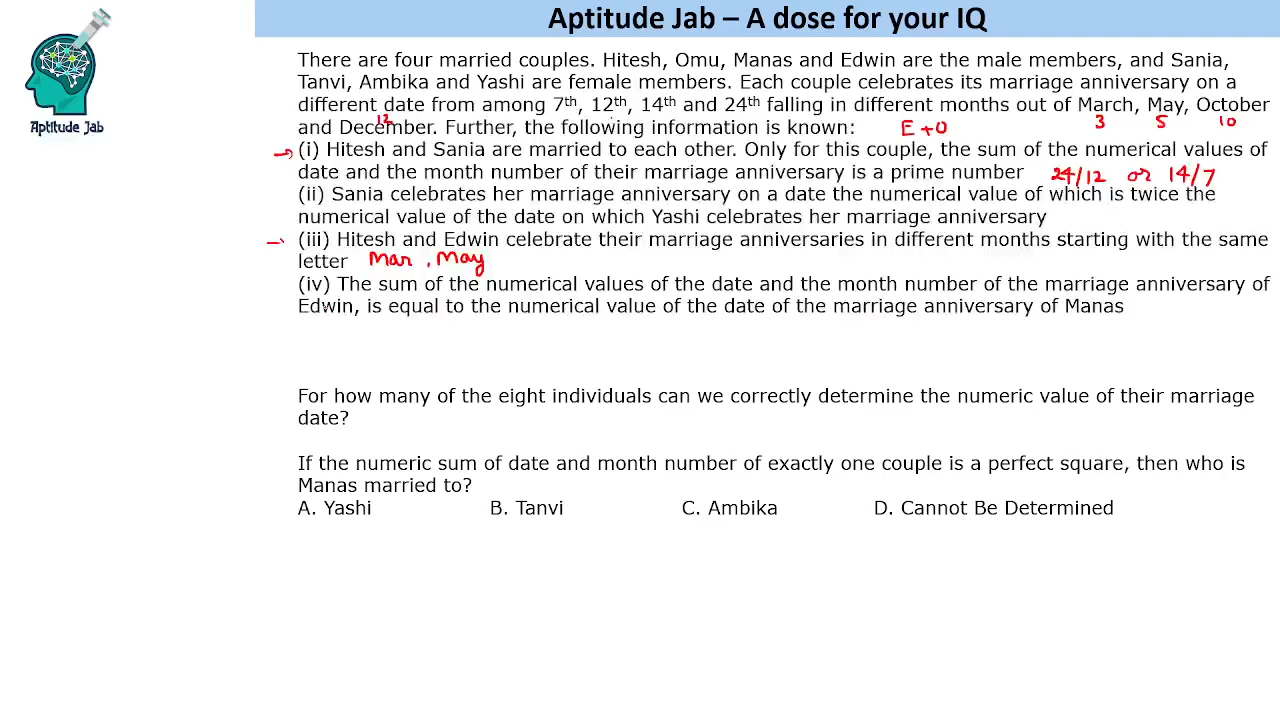 Aptitude Jab – A dose for your IQ
Aptitude Jab
There are four married couples. Hitesh, Omu, Manas and Edwin are the male members, and Sania,
Tanvi, Ambika and Yashi are female members. Each couple celebrates its marriage anniversary on a
different date from among 7th, 12th, 14th and 24th falling in different months out of March, May, October
and December. Further, the following information is known:
12
E+O
3 5 10
(i) Hitesh and Sania are married to each other. Only for this couple, the sum of the numerical values of
date and the month number of their marriage anniversary is a prime number
24/12 or 14/7
(ii) Sania celebrates her marriage anniversary on a date the numerical value of which is twice the
numerical value of the date on which Yashi celebrates her marriage anniversary
(iii) Hitesh and Edwin celebrate their marriage anniversaries in different months starting with the same
letter
Mar , May
(iv) The sum of the numerical values of the date and the month number of the marriage anniversary of
Edwin, is equal to the numerical value of the date of the marriage anniversary of Manas
For how many of the eight individuals can we correctly determine the numeric value of their marriage
date?
If the numeric sum of date and month number of exactly one couple is a perfect square, then who is
Manas married to?
A. Yashi B. Tanvi C. Ambika D. Cannot Be Determined